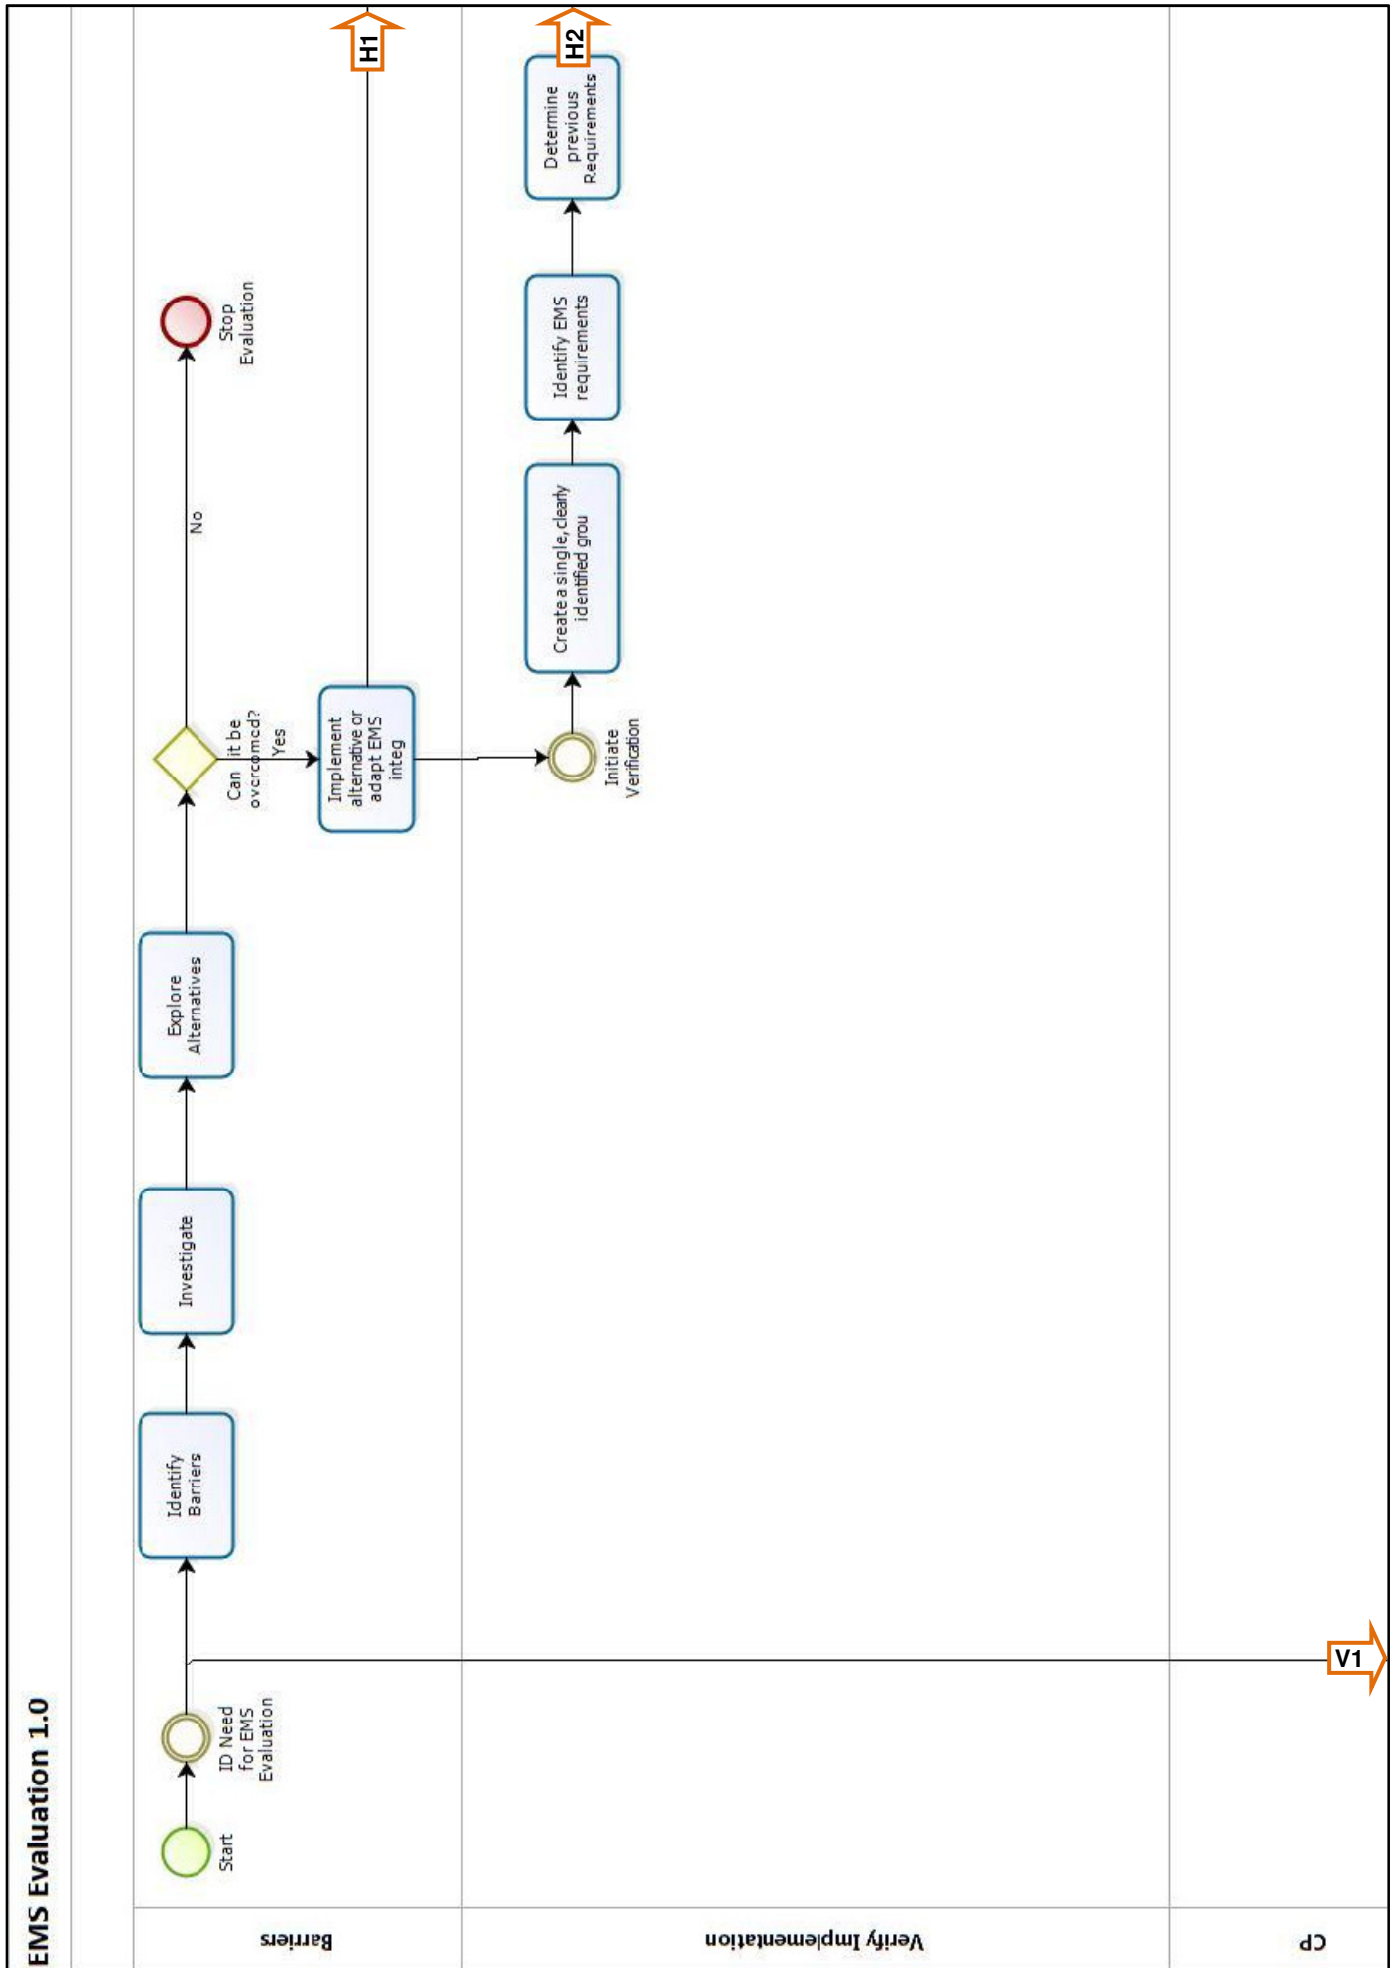 EMS Evaluation 1.0
Barriers
Start
ID Need
for EMS
Evaluation
Identify
Barriers
Investigate
Explore
Alternatives
Can it be
overcomed?
Yes
No
Stop
Evaluation
Implement
alternative or
adapt EMS
integ
H1
Verify Implementation
Initiate
Verification
Create a single, clearly
identified grou
Identify EMS
requirements
Determine
previous
Requirements
H2
CP
V1